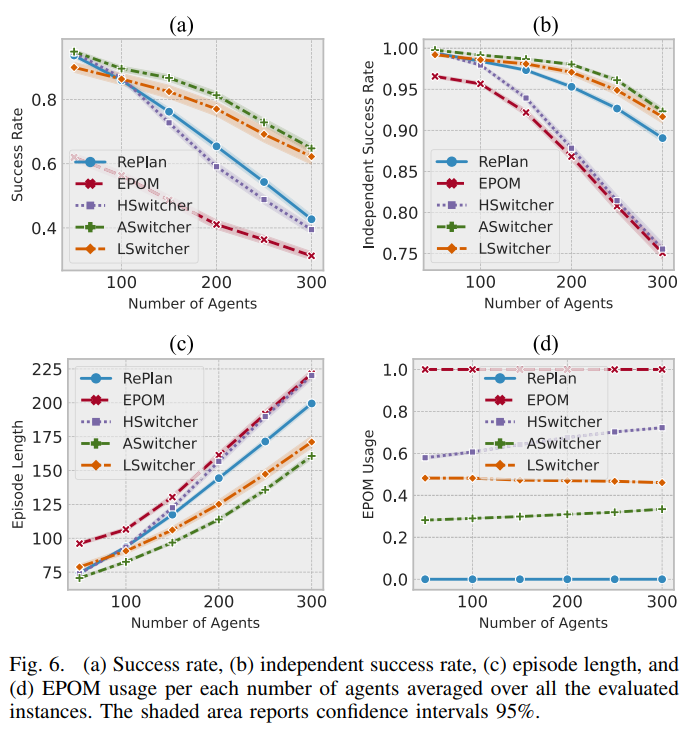 (a)
(b)
Success Rate
0.8
0.6
0.4
RePlan
EPOM
HSwitcher
ASwitcher
LSwitcher
100 200 300
Number of Agents
Independent Success Rate
1.00
0.95
0.90
0.85
0.80
0.75
RePlan
EPOM
HSwitcher
ASwitcher
LSwitcher
100 200 300
Number of Agents
(c)
(d)
Episode Length
225
200
175
150
125
100
75
RePlan
EPOM
HSwitcher
ASwitcher
LSwitcher
100 200 300
Number of Agents
EPOM Usage
1.0
0.8
0.6
0.4
0.2
0.0
RePlan
EPOM
HSwitcher
ASwitcher
LSwitcher
100 200 300
Number of Agents
Fig. 6. (a) Success rate, (b) independent success rate, (c) episode length, and
(d) EPOM usage per each number of agents averaged over all the evaluated
instances. The shaded area reports confidence intervals 95%.